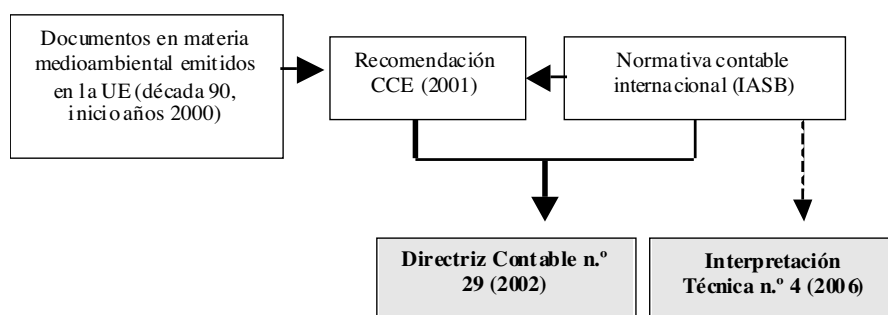 Documentos en materia
medioambiental emitidos
en la UE (década 90,
inicio años 2000)
Recomendación
CCE (2001)
Normativa contable
internacional (IASB)
Directriz Contable n.º
29 (2002)
Interpretación
Técnica n.º 4 (2006)